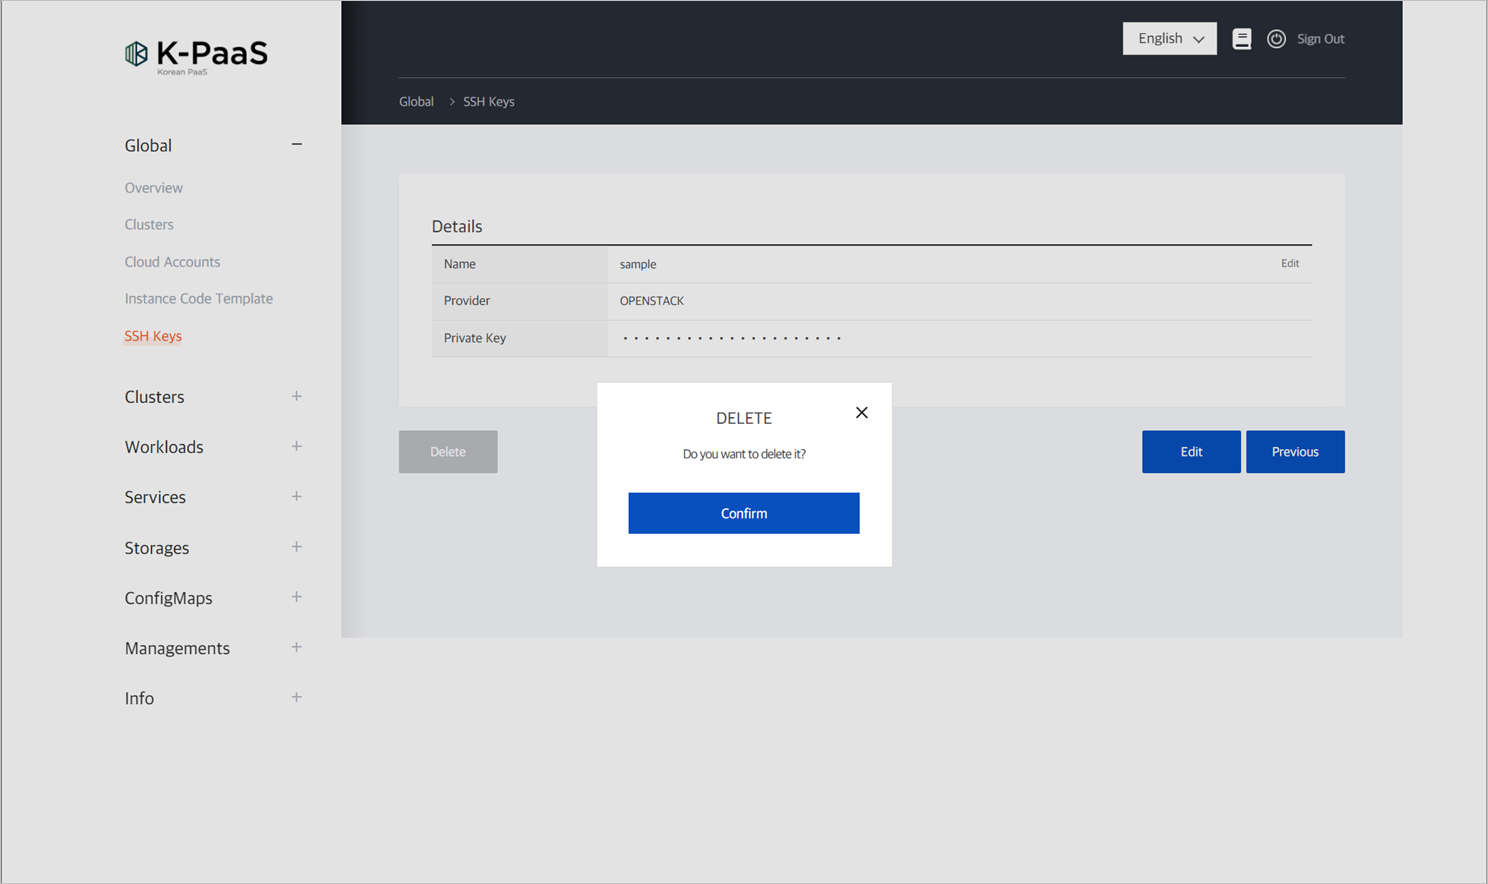 K-PaaS
Korean PaaS
English
Sign Out
Global > SSH Keys
Global
Overview
Clusters
Cloud Accounts
Instance Code Template
SSH Keys
Clusters
Workloads
Services
Storages
ConfigMaps
Managements
Info
Details
Name sample Edit
Provider OPENSTACK
Private Key • • • • • • • • • • • • • • • • • • • • •
DELETE
Do you want to delete it?
Confirm
Delete
Edit
Previous